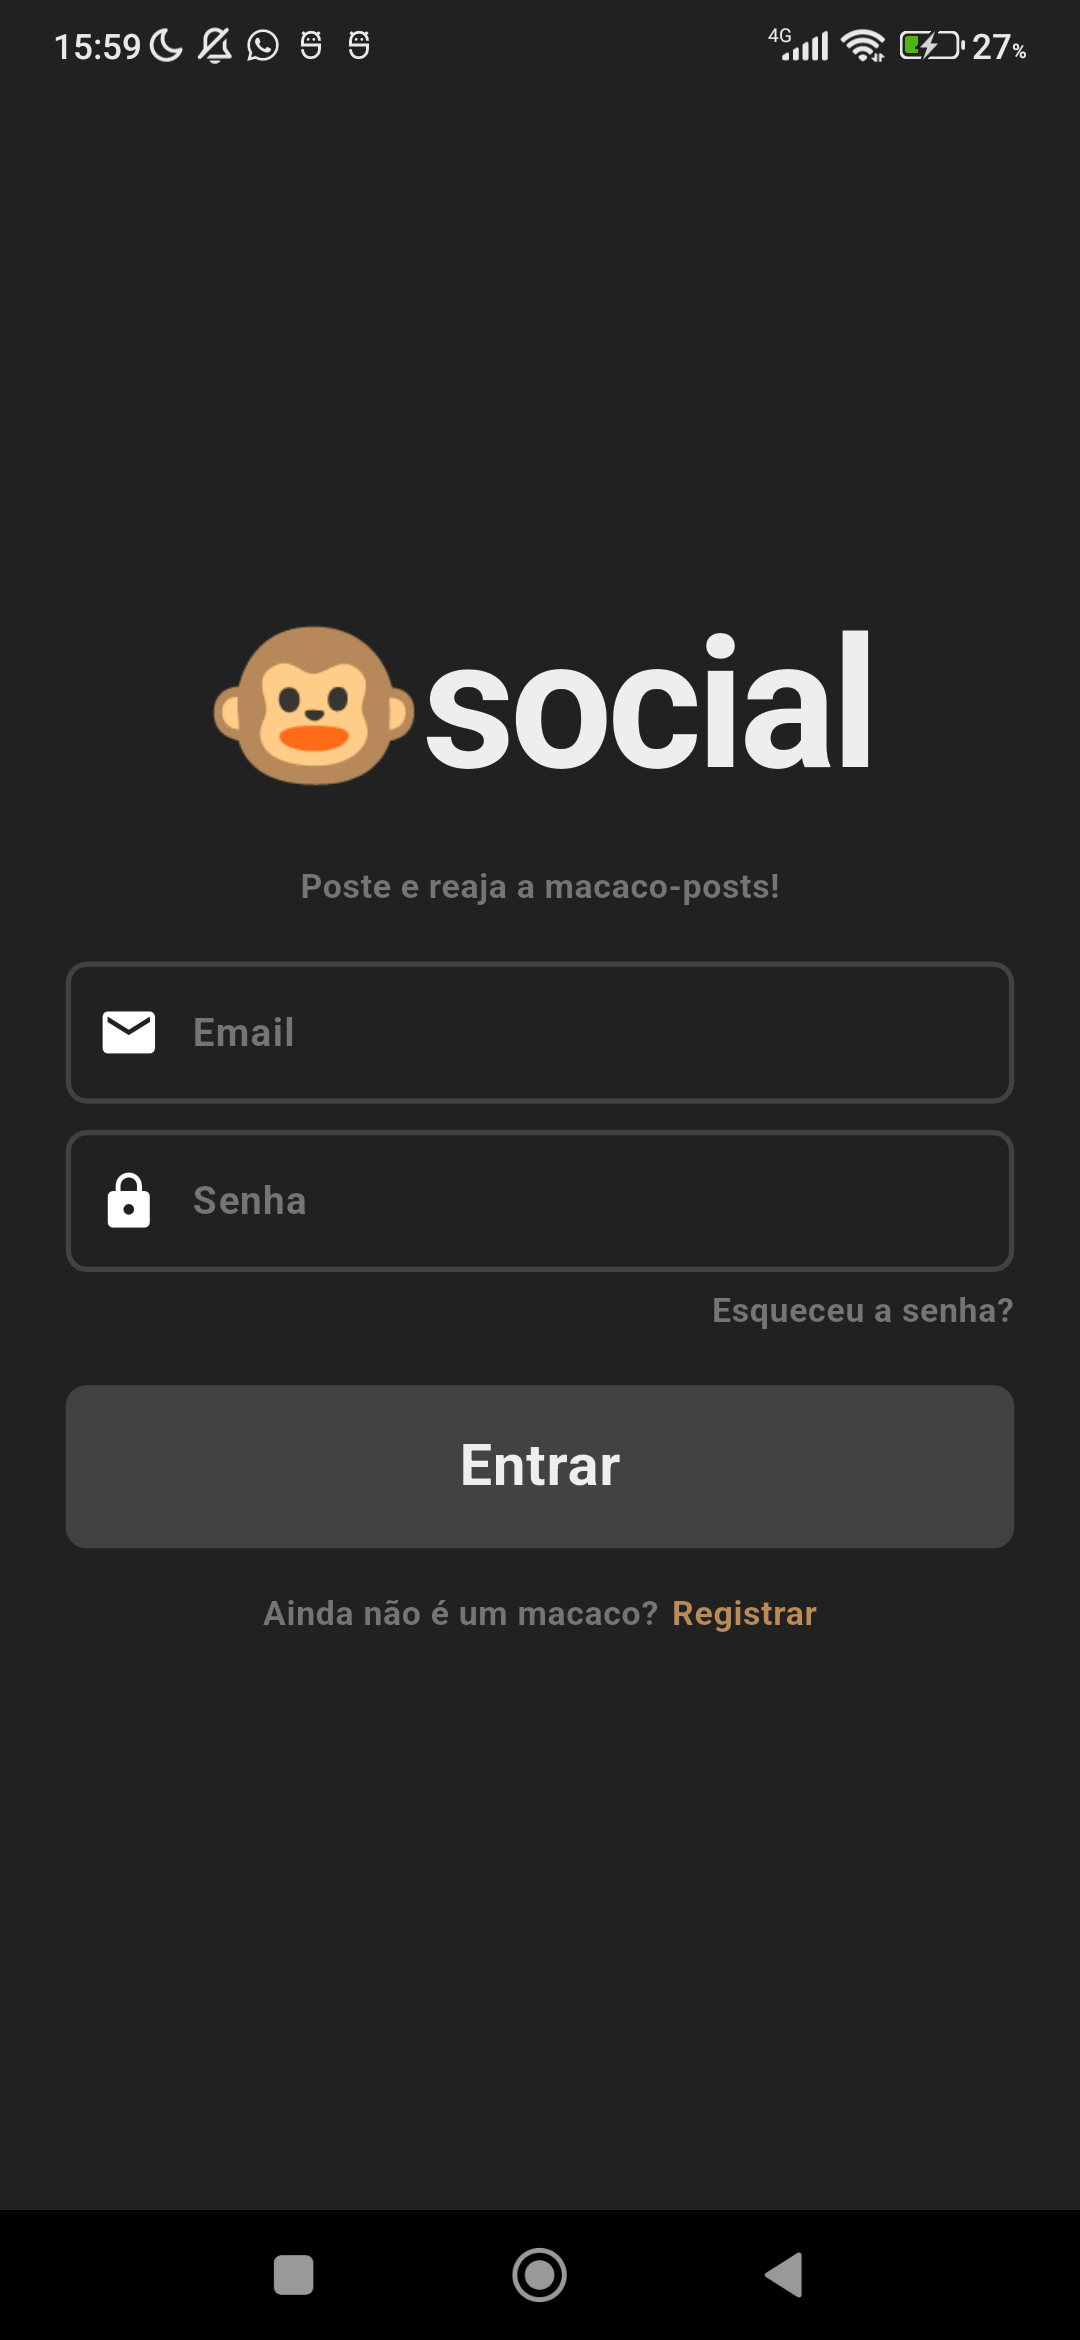 15:59 4G 27%
social
Poste e reaja a macaco-posts!
Email
Senha
Esqueceu a senha?
Entrar
Ainda não é um macaco? Registrar